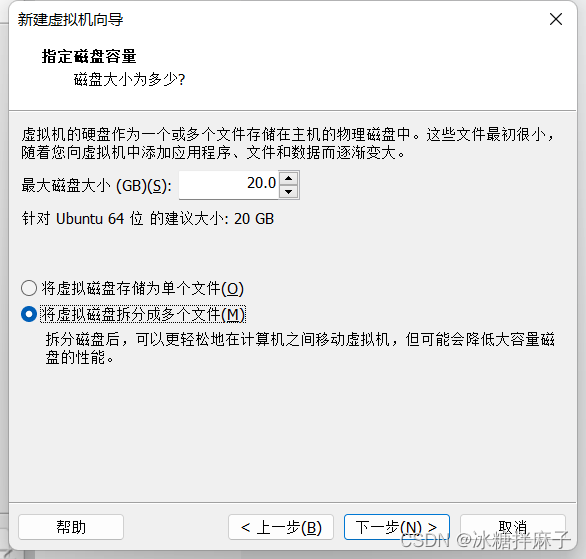 新建虚拟机向导
指定磁盘容量
磁盘大小为多少?
虚拟机的硬盘作为一个或多个文件存储在主机的物理磁盘中。这些文件最初很小，
随着您向虚拟机中添加应用程序、文件和数据而逐渐变大。
最大磁盘大小 (GB)(S): 20.0
针对 Ubuntu 64 位 的建议大小: 20 GB
将虚拟磁盘存储为单个文件(O)
将虚拟磁盘拆分成多个文件(M)
拆分磁盘后，可以更轻松地在计算机之间移动虚拟机，但可能会降低大容量磁
盘的性能。
帮助 < 上一步(B) 下一步(N) > 取消
CSDN @冰糖拌麻子